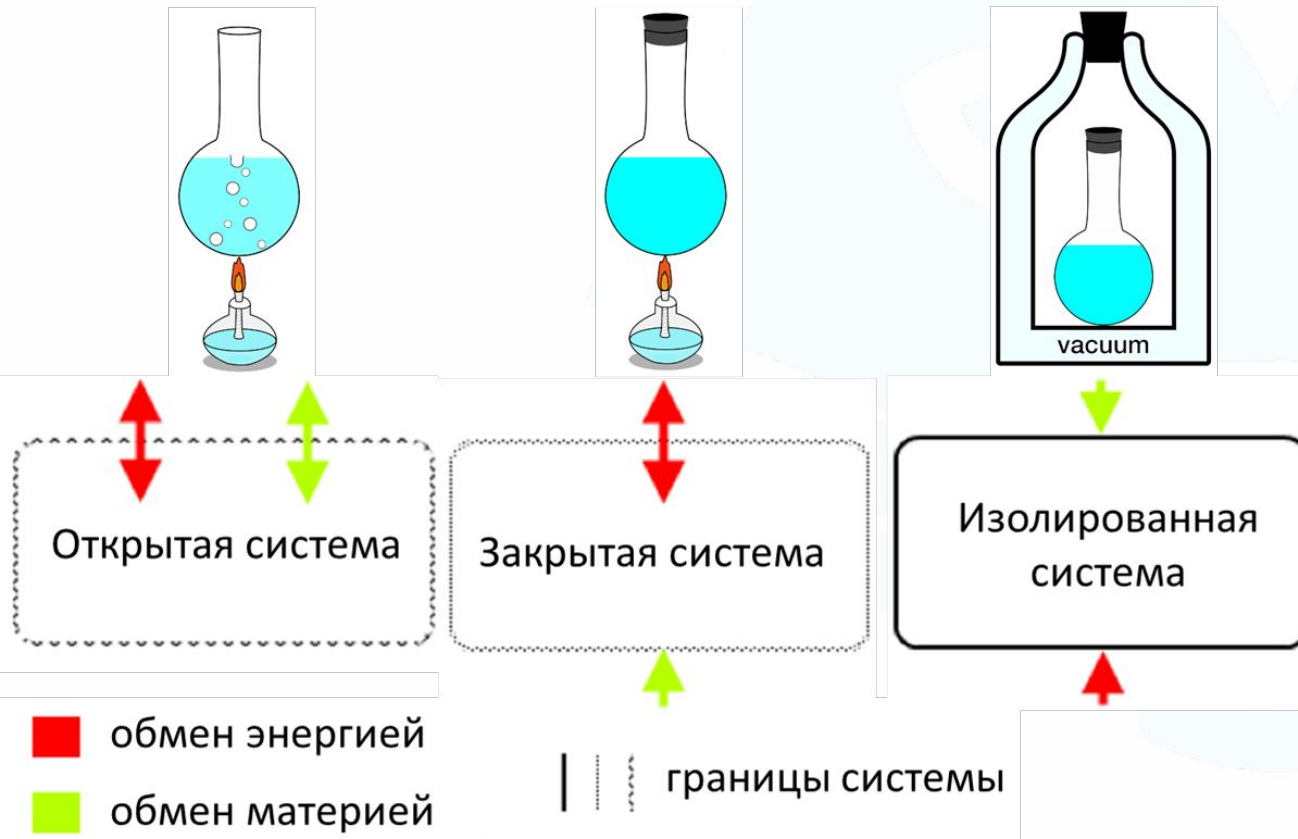 vacuum
Открытая система
Закрытая система
Изолированная
система
обмен энергией
обмен материей
границы системы